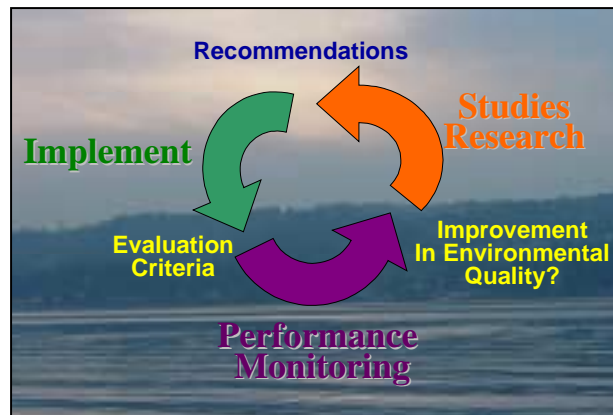 Recommendations
Studies
Research
Implement
Evaluation
Criteria
Improvement
In Environmental
Quality?
Performance
Monitoring